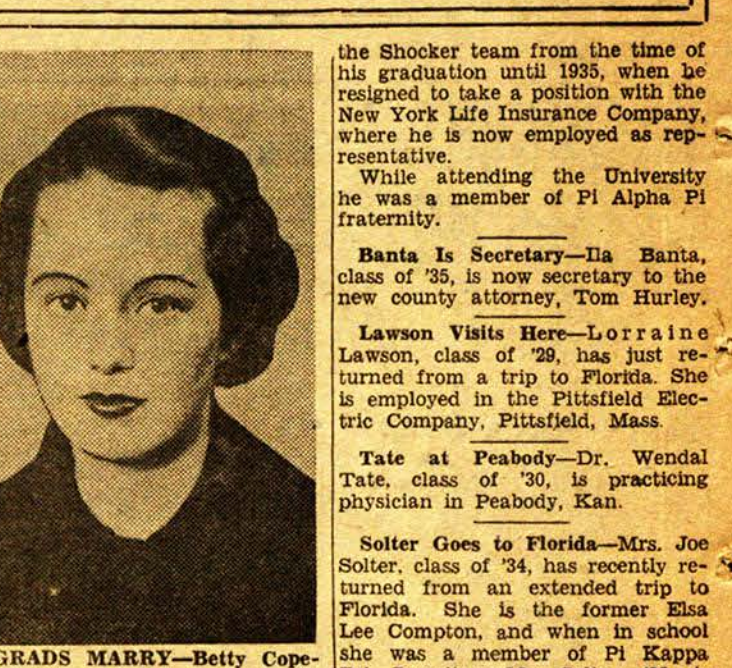 GRADS MARRY—Betty Cope-
the Shocker team from the time of
his graduation until 1935, when he
resigned to take a position with the
New York Life Insurance Company,
where he is now employed as rep-
resentative.
While attending the University
he was a member of Pi Alpha Pi
fraternity.
Banta Is Secretary—Ila Banta,
class of '35, is now secretary to the
new county attorney, Tom Hurley.
Lawson Visits Here—Lorraine
Lawson, class of '29, has just re-
turned from a trip to Florida. She
is employed in the Pittsfield Elec-
tric Company, Pittsfield, Mass.
Tate at Peabody—Dr. Wendal
Tate, class of '30, is practicing
physician in Peabody, Kan.
Solter Goes to Florida—Mrs. Joe
Solter, class of '34, has recently re-
turned from an extended trip to
Florida. She is the former Elsa
Lee Compton, and when in school
she was a member of Pi Kappa